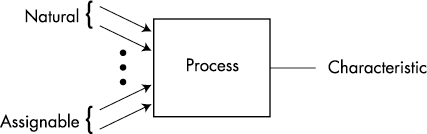 Natural
Process
Characteristic
Assignable